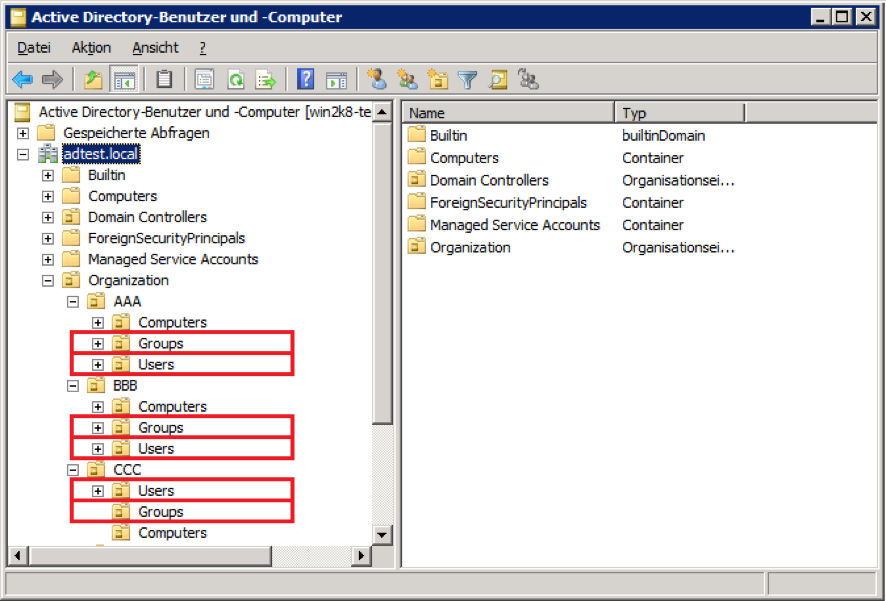 Active Directory-Benutzer und -Computer
Datei Aktion Ansicht ?
Active Directory-Benutzer und -Computer [win2k8-te
Gespeicherte Abfragen
adtest.local
Builtin
Computers
Domain Controllers
ForeignSecurityPrincipals
Managed Service Accounts
Organization
AAA
Computers
Groups
Users
BBB
Computers
Groups
Users
CCC
Users
Groups
Computers
Name Typ
Builtin builtinDomain
Computers Container
Domain Controllers Organisationsei...
ForeignSecurityPrincipals Container
Managed Service Accounts Container
Organization Organisationsei...